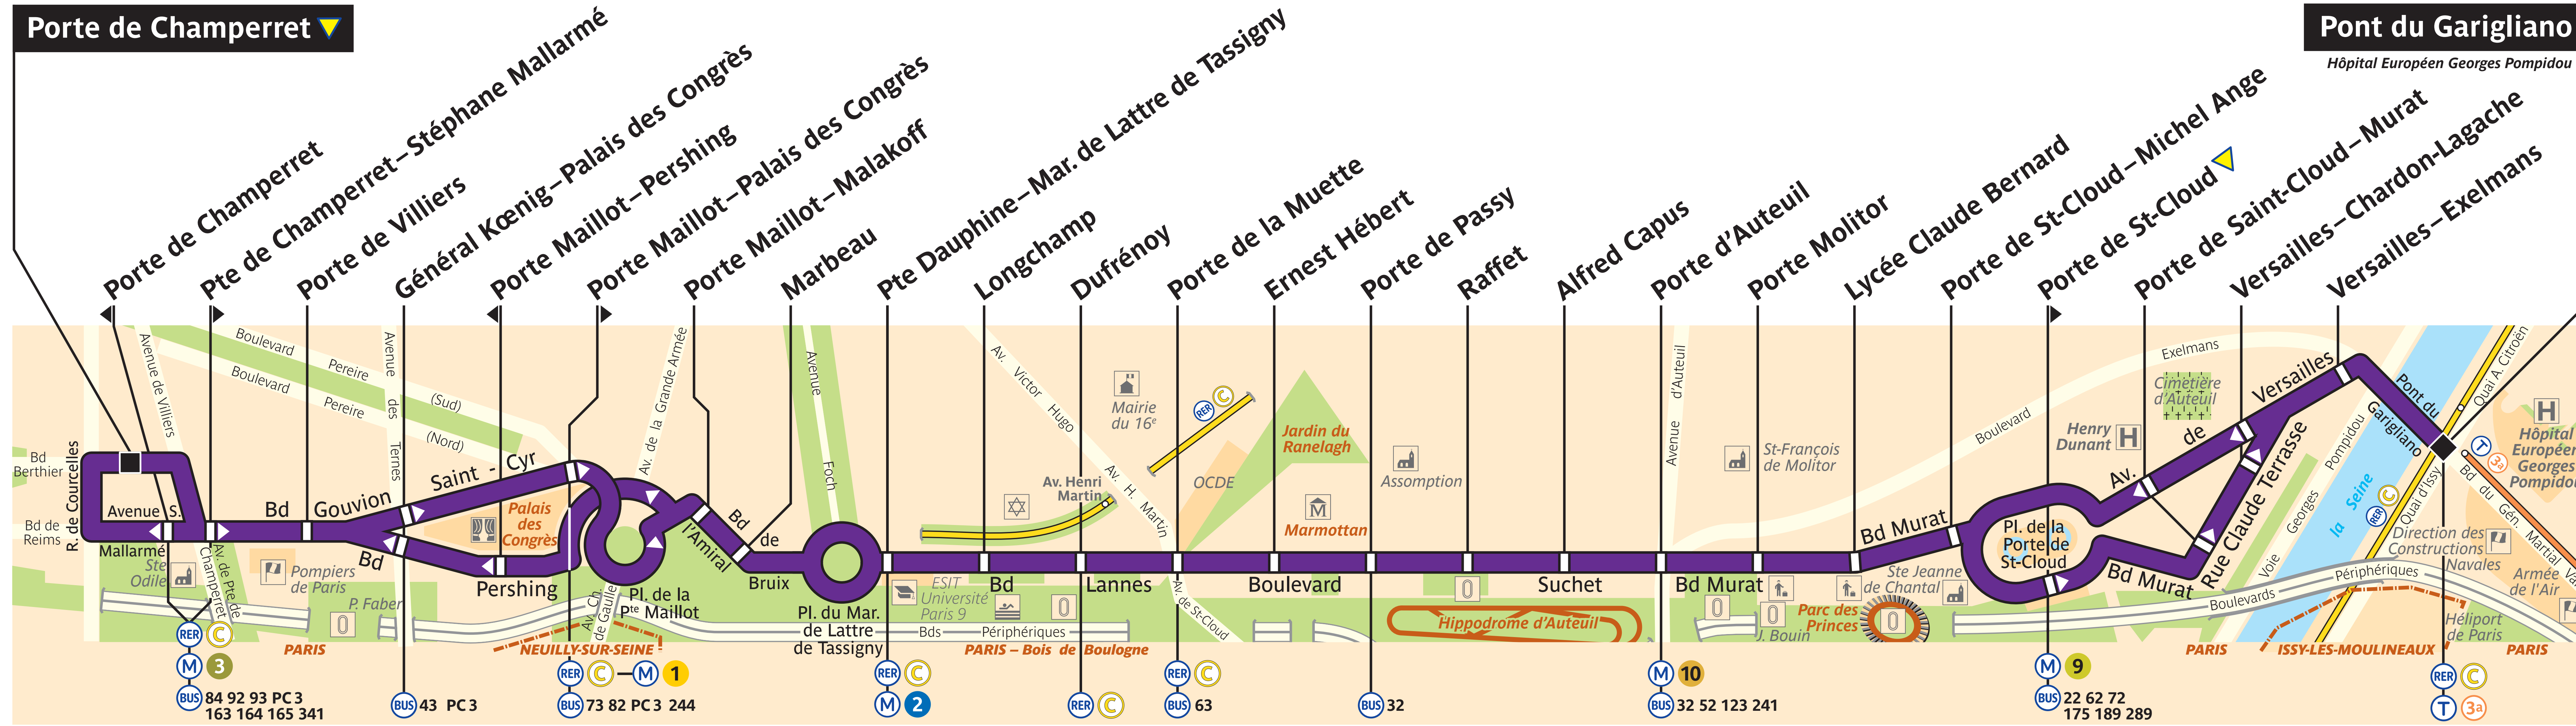 Porte de Champerret
Pont du Garigliano
Hôpital Européen Georges Pompidou
Porte de Champerret
Pte de Champerret – Stéphane Mallarmé
Porte de Villiers
Général Kœnig – Palais des Congrès
Porte Maillot – Pershing
Porte Maillot – Palais des Congrès
Porte Maillot – Malakoff
Marbeau
Pte Dauphine – Mar. de Lattre de Tassigny
Longchamp
Dufrénoy
Porte de la Muette
Ernest Hébert
Porte de Passy
Raffet
Alfred Capus
Porte d'Auteuil
Porte Molitor
Lycée Claude Bernard
Porte de St-Cloud – Michel Ange
Porte de St-Cloud
Porte de Saint-Cloud – Murat
Versailles – Chardon-Lagache
Versailles – Exelmans
Bd
Berthier
Bd de
Reims
R. de Courcelles
Avenue S.
Mallarmé
Ste
Odile
Avenue de Villiers
Av. de Pte de
Champerret
Boulevard Pereire (Sud)
Boulevard Pereire (Nord)
Bd Gouvion Saint - Cyr
Pompiers
de Paris
P. Faber
Avenue des Ternes
Bd Pershing
Palais
des
Congrès
Av. de la Grande Armée
Av. Ch.
de Gaulle
Pl. de la
Pte Maillot
Bd de
l'Amiral Bruix
Avenue Foch
Pl. du Mar.
de Lattre
de Tassigny
ESIT
Université
Paris 9
Bds Périphériques
Av. Victor Hugo
Mairie
du 16e
Av. Henri
Martin
Av. H. Martin
RER C
OCDE
Bd Lannes
Av. de St-Cloud
Jardin du
Ranelagh
Marmottan
Boulevard Suchet
Assomption
Hippodrome d'Auteuil
Avenue d'Auteuil
St-François
de Molitor
Bd Murat
J. Bouin
Parc des
Princes
Bd Murat
Ste Jeanne
de Chantal
Boulevard Exelmans
Pl. de la
Porte de
St-Cloud
Henry
Dunant
H
Cimetière
d'Auteuil
Av. de Versailles
Bd Murat
Rue Claude Terrasse
Voie Georges Pompidou
Boulevards Périphériques
la Seine
Pont du
Garigliano
Quai A. Citroën
RER C
Quai d'Issy
T 3a
H
Hôpital
Européen
Georges
Pompidou
Bd du Gén. Martial
Direction des
Constructions
Navales
Armée
de l'Air
Héliport
de Paris
PARIS
NEUILLY-SUR-SEINE
PARIS – Bois de Boulogne
PARIS
ISSY-LES-MOULINEAUX
PARIS
RER C
M 3
BUS 84 92 93 PC 3
163 164 165 341
BUS 43 PC 3
RER C M 1
BUS 73 82 PC 3 244
RER C
M 2
RER C
RER C
BUS 63
BUS 32
M 10
BUS 32 52 123 241
M 9
BUS 22 62 72
175 189 289
RER C
T 3a